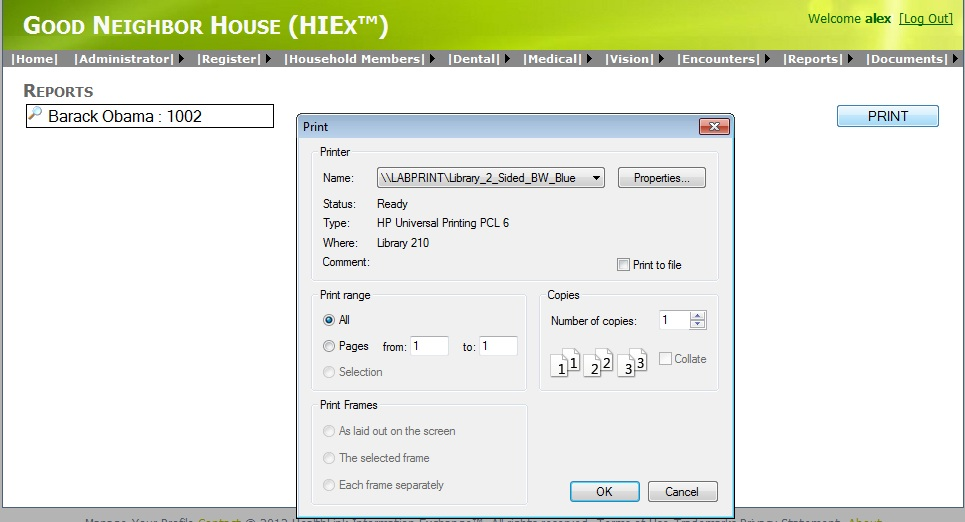 GOOD NEIGHBOR HOUSE (HIEX™)
Welcome alex [Log Out]
|Home| |Administrator| |Register| |Household Members| |Dental| |Medical| |Vision| |Encounters| |Reports| |Documents|
REPORTS
Barack Obama : 1002
PRINT
Print
Printer
Name: \\LABPRINT\Library_2_Sided_BW_Blue Properties...
Status: Ready
Type: HP Universal Printing PCL 6
Where: Library 210
Comment: Print to file
Print range
All
Pages from: 1 to: 1
Selection
Copies
Number of copies: 1
1 1 2 2 3 3 Collate
Print Frames
As laid out on the screen
The selected frame
Each frame separately
OK Cancel
Manage Your Profile Contact © 2012 HealthLink Information Exchange™. All rights reserved. Terms of Use Trademarks Privacy Statement About